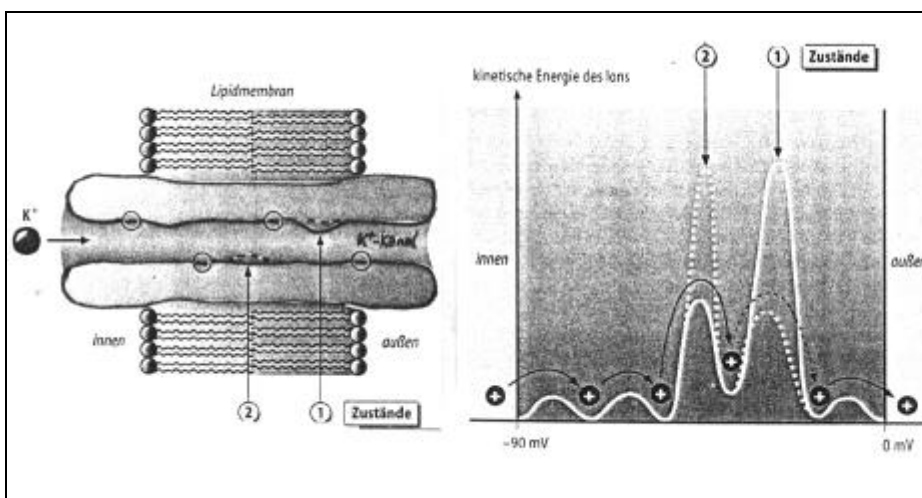 Lipidmembran
K⁺
K⁺-Kanal
innen
außen
2
1
Zustände
2
1
Zustände
kinetische Energie des Ions
innen
außen
-90 mV
0 mV